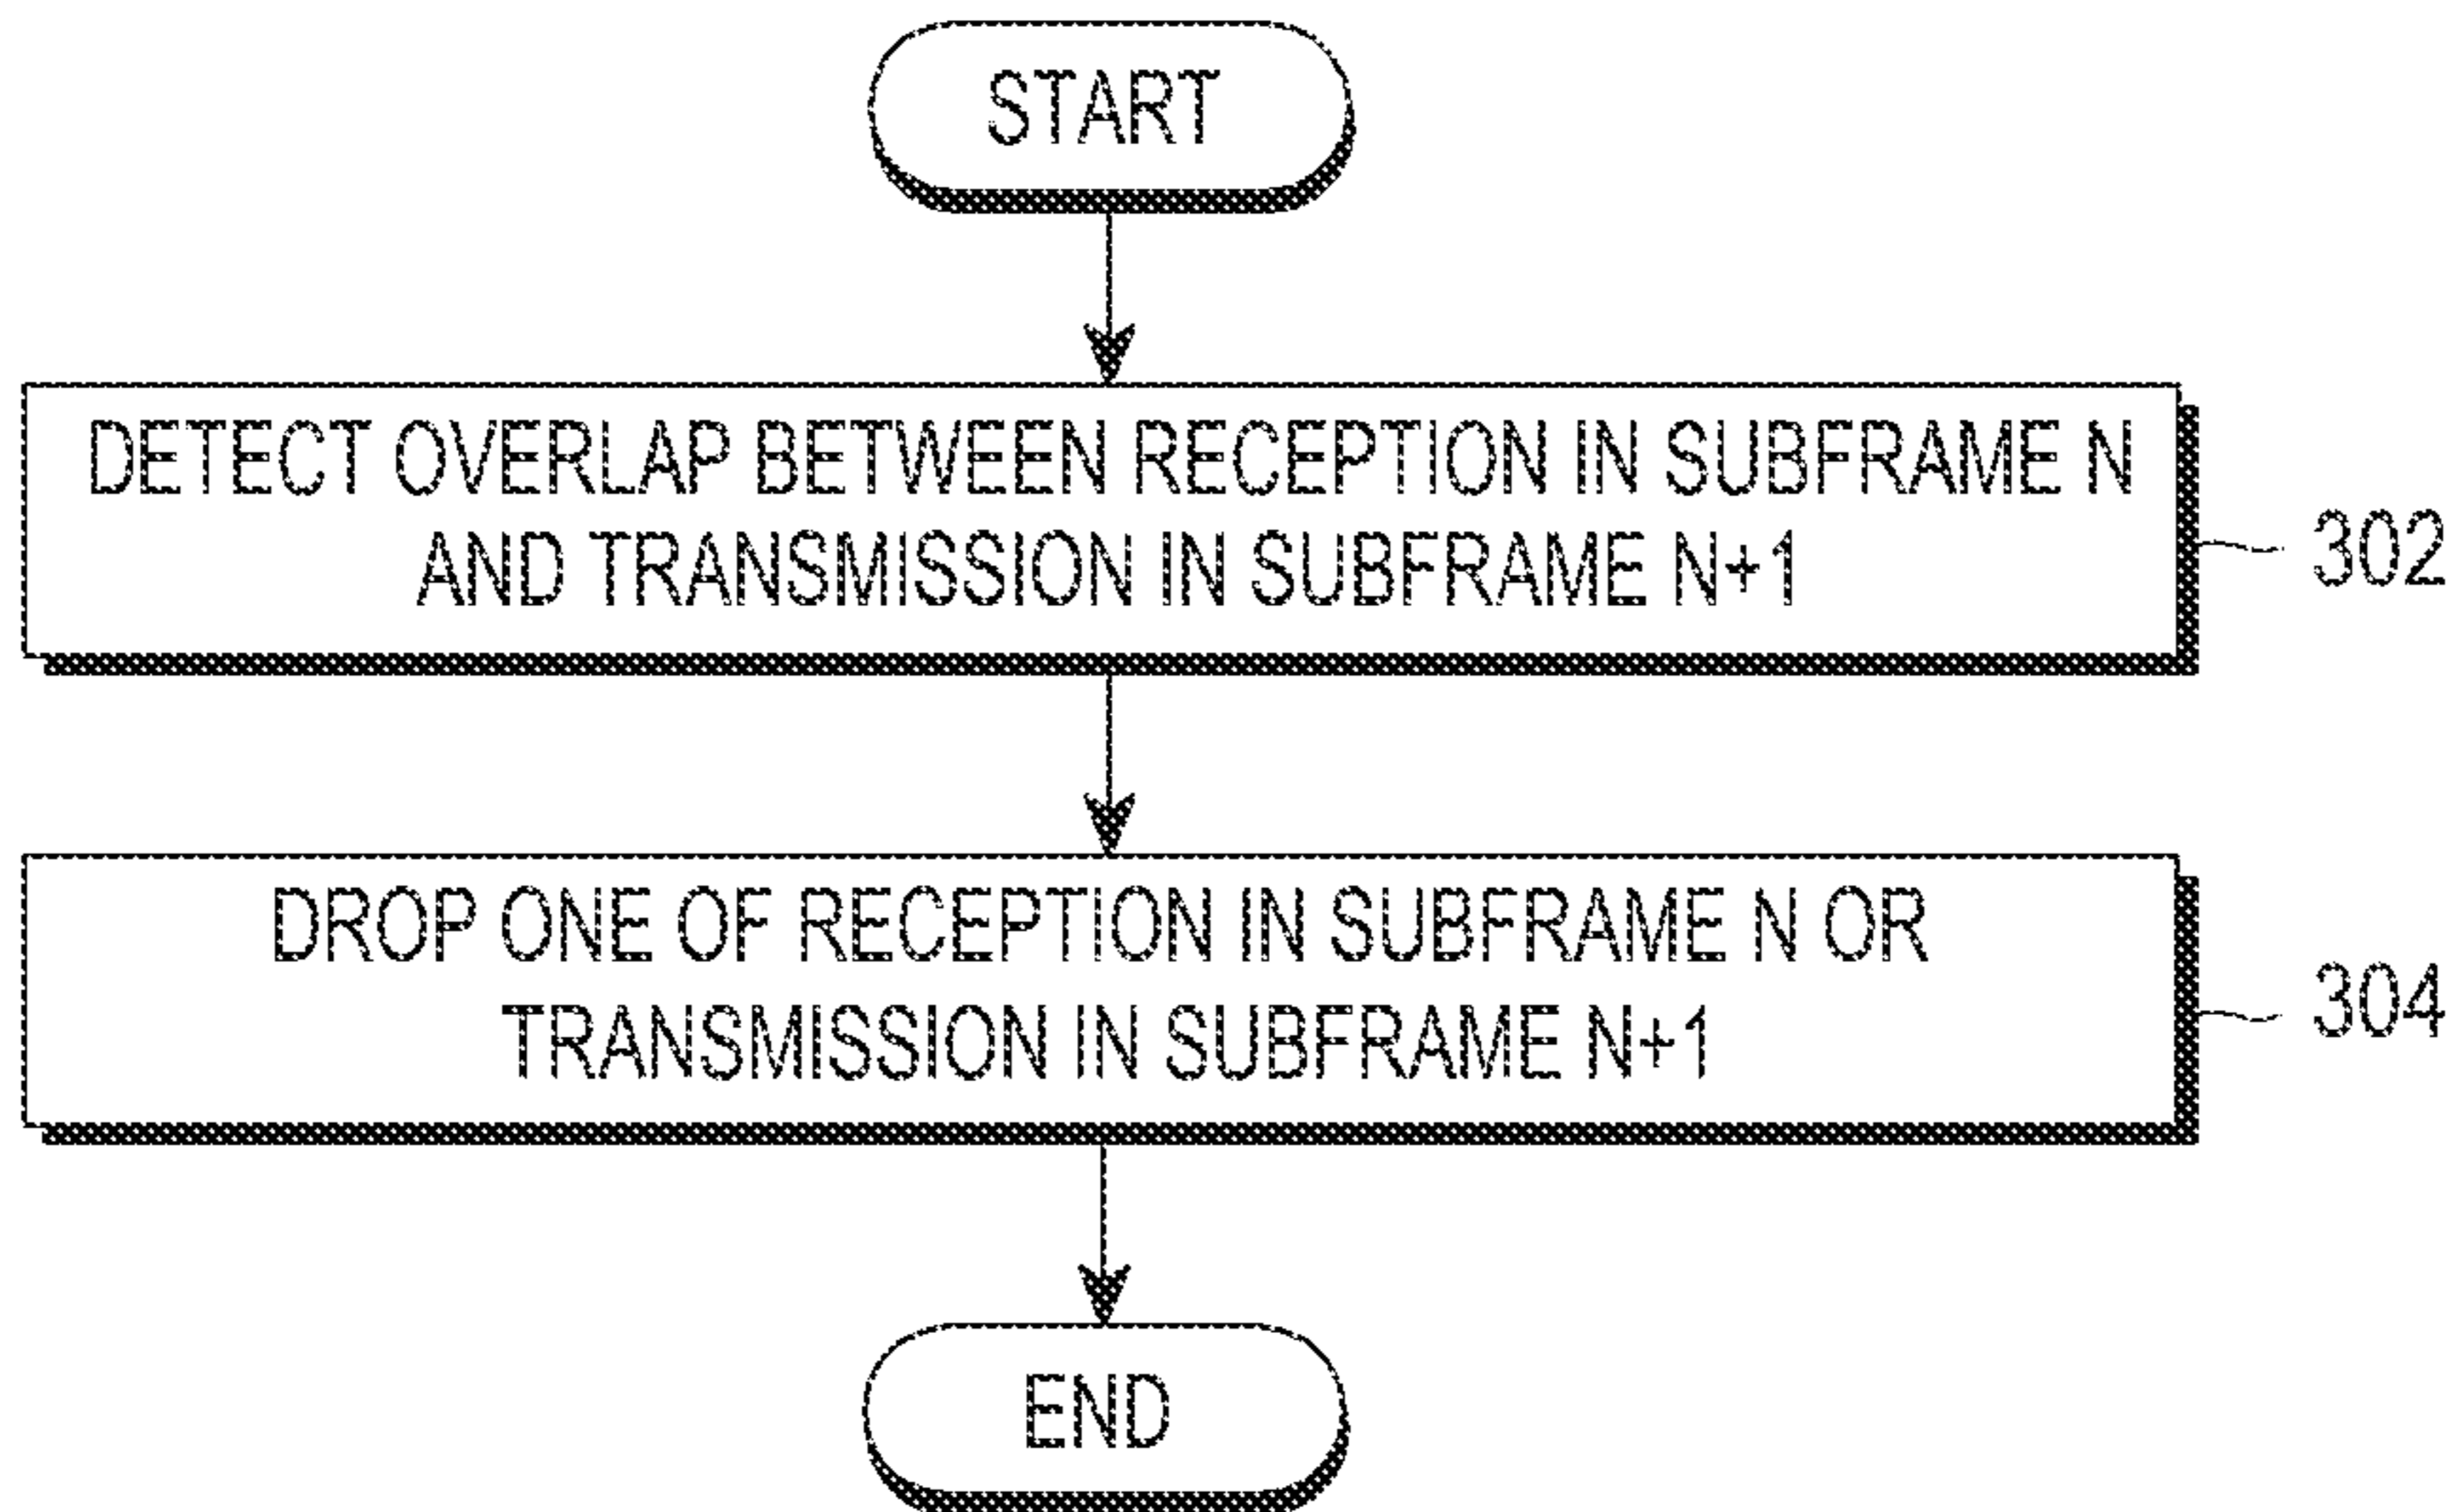 START
DETECT OVERLAP BETWEEN RECEPTION IN SUBFRAME N
AND TRANSMISSION IN SUBFRAME N+1
302
DROP ONE OF RECEPTION IN SUBFRAME N OR
TRANSMISSION IN SUBFRAME N+1
304
END